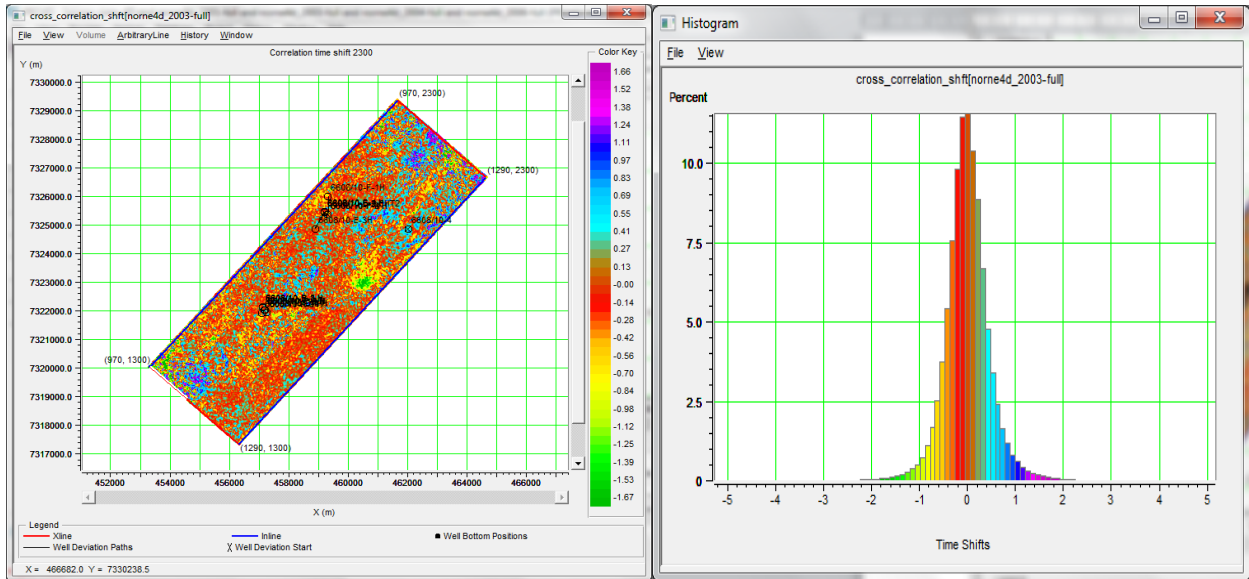 cross_correlation_shft[norne4d_2003-full]
File View Volume ArbitraryLine History Window
Correlation time shift 2300
Color Key
Y (m)
7330000.0
7329000.0
7328000.0
7327000.0
7326000.0
7325000.0
7324000.0
7323000.0
7322000.0
7321000.0
7320000.0
7319000.0
7318000.0
7317000.0
(970, 2300)
(1290, 2300)
(970, 1300)
(1290, 1300)
452000 454000 456000 458000 460000 462000 464000 466000
X (m)
1.66
1.52
1.38
1.24
1.11
0.97
0.83
0.69
0.55
0.41
0.27
0.13
-0.00
-0.14
-0.28
-0.42
-0.56
-0.70
-0.84
-0.98
-1.12
-1.25
-1.39
-1.53
-1.67
Legend
Xline Inline Well Bottom Positions
Well Deviation Paths Well Deviation Start
X = 466682.0 Y = 7330238.5
Histogram
File View
cross_correlation_shft[norne4d_2003-full]
Percent
10.0
7.5
5.0
2.5
0
-5 -4 -3 -2 -1 0 1 2 3 4 5
Time Shifts